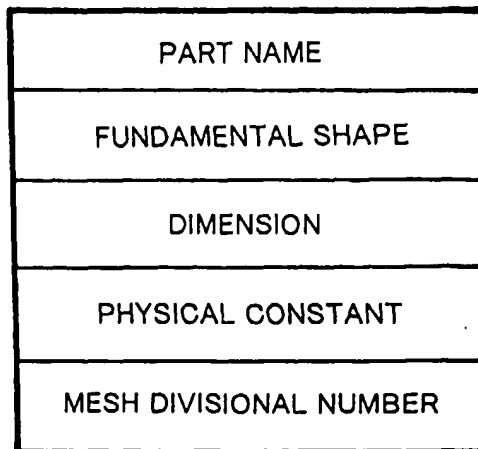 PART NAME
FUNDAMENTAL SHAPE
DIMENSION
PHYSICAL CONSTANT
MESH DIVISIONAL NUMBER